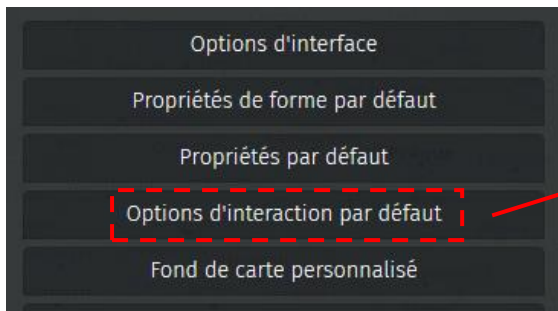 Options d'interface
Propriétés de forme par défaut
Propriétés par défaut
Options d'interaction par défaut
Fond de carte personnalisé